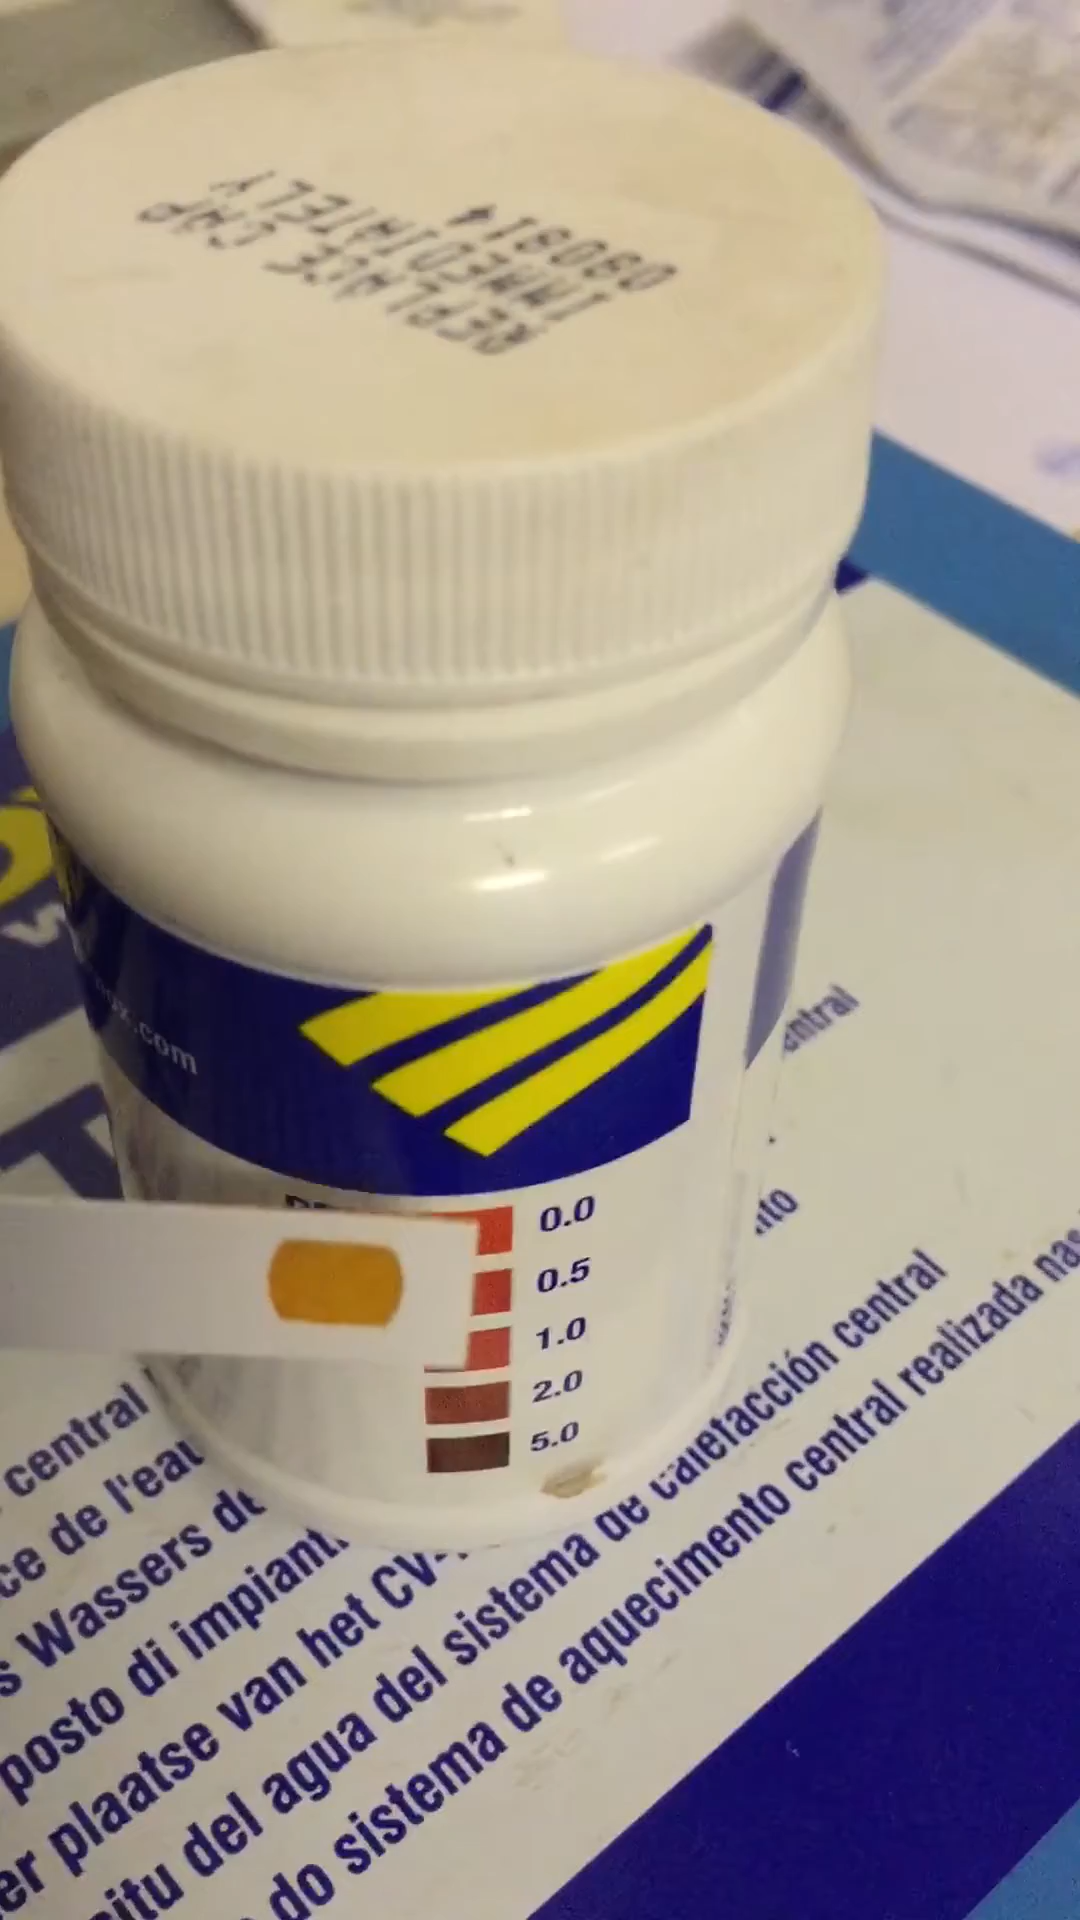 REPLACE CAP
IMMEDIATELY
080814
.com
0.0
0.5
1.0
2.0
5.0
central
central
ce de l'eau
s Wassers de
posto di impiant
er plaatse van het CV-
situ del agua del sistema de calefacción central
do sistema de aquecimento central realizada nas